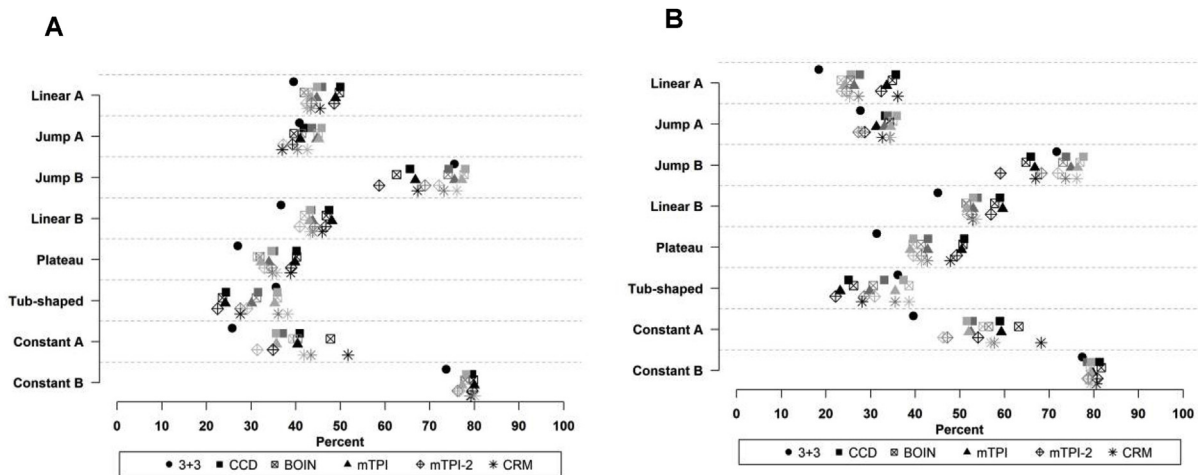 A
Linear A
Jump A
Jump B
Linear B
Plateau
Tub-shaped
Constant A
Constant B
0 10 20 30 40 50 60 70 80 90 100
Percent
3+3 CCD BOIN mTPI mTPI-2 CRM
B
Linear A
Jump A
Jump B
Linear B
Plateau
Tub-shaped
Constant A
Constant B
0 10 20 30 40 50 60 70 80 90 100
Percent
3+3 CCD BOIN mTPI mTPI-2 CRM